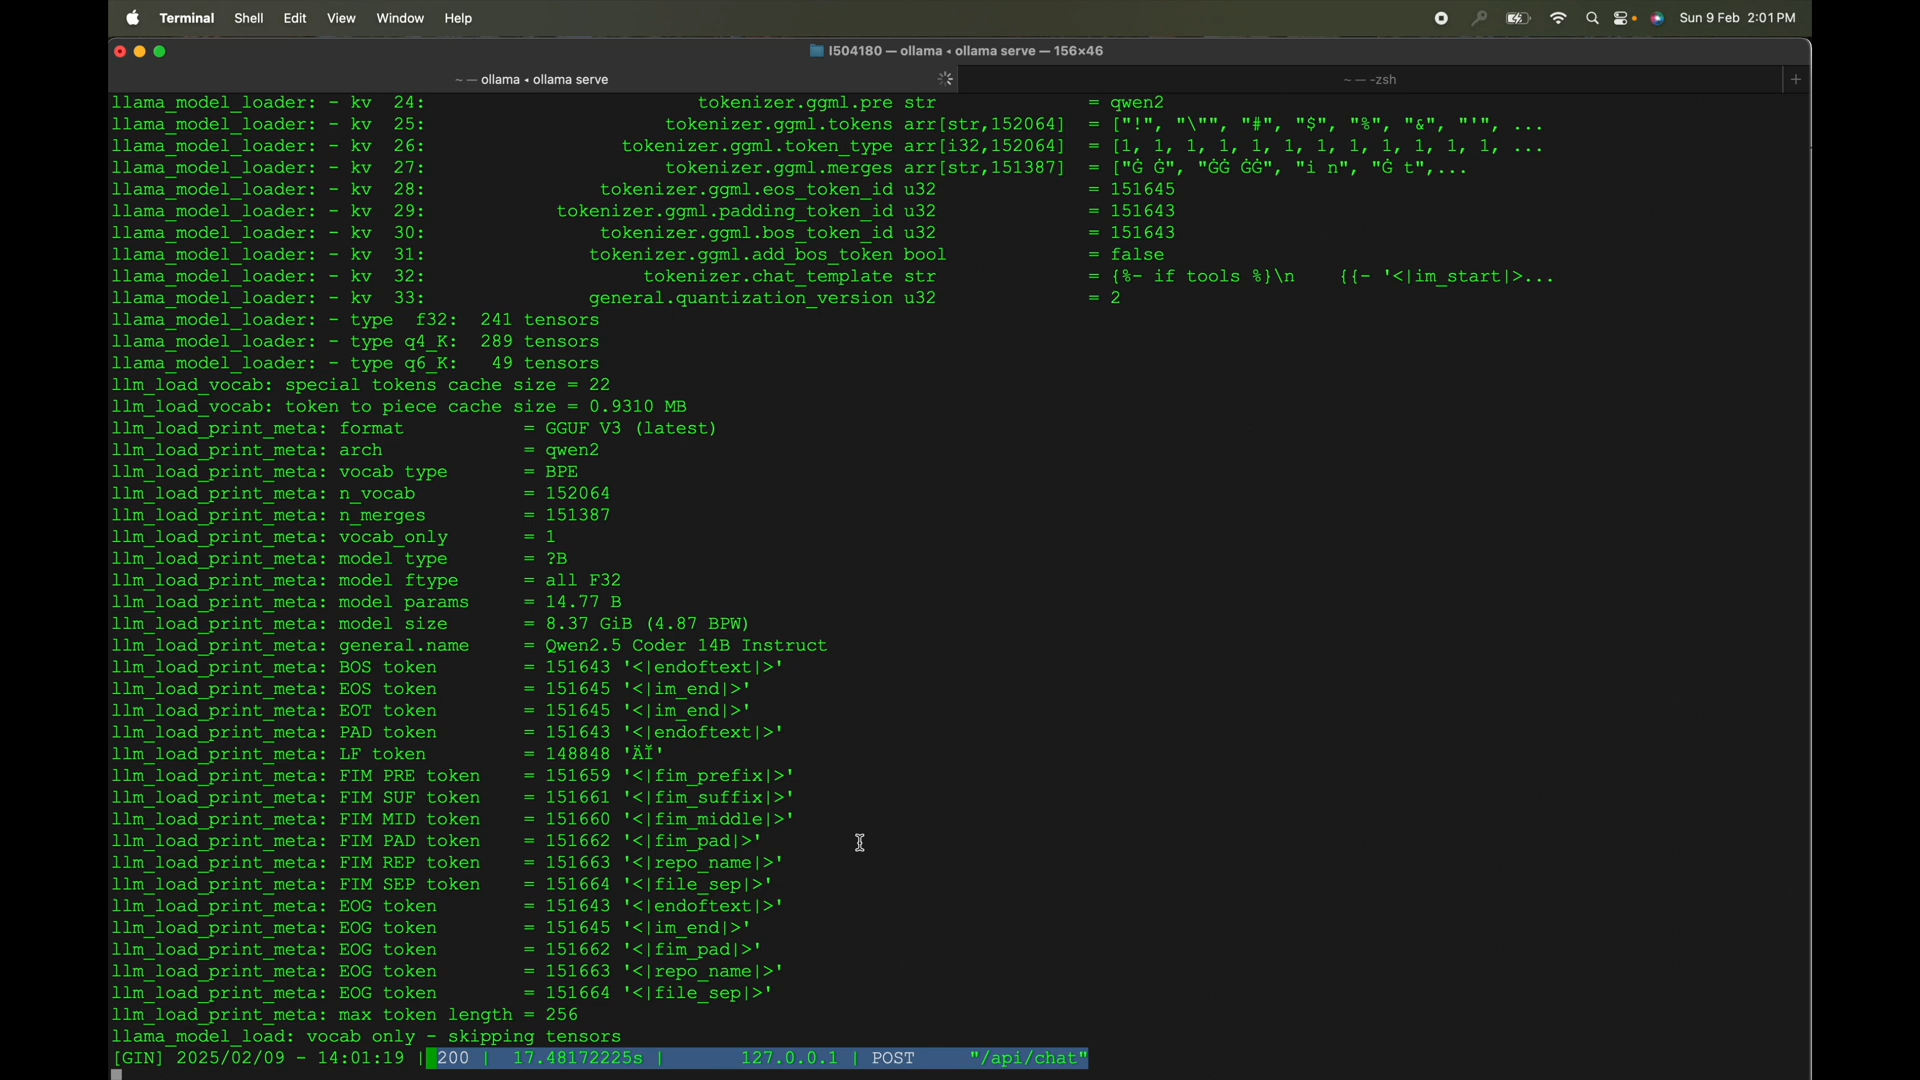 Terminal Shell Edit View Window Help Sun 9 Feb 2:01 PM
I504180 — ollama ◂ ollama serve — 156×46
~ — ollama ◂ ollama serve ~ — -zsh +
llama_model_loader: - kv  24:                         tokenizer.ggml.pre str              = qwen2
llama_model_loader: - kv  25:                      tokenizer.ggml.tokens arr[str,152064]  = ["!", "\"", "#", "$", "%", "&", "'", ...
llama_model_loader: - kv  26:                  tokenizer.ggml.token_type arr[i32,152064]  = [1, 1, 1, 1, 1, 1, 1, 1, 1, 1, 1, 1, ...
llama_model_loader: - kv  27:                      tokenizer.ggml.merges arr[str,151387]  = ["Ġ Ġ", "ĠĠ ĠĠ", "i n", "Ġ t",...
llama_model_loader: - kv  28:                tokenizer.ggml.eos_token_id u32              = 151645
llama_model_loader: - kv  29:            tokenizer.ggml.padding_token_id u32              = 151643
llama_model_loader: - kv  30:                tokenizer.ggml.bos_token_id u32              = 151643
llama_model_loader: - kv  31:               tokenizer.ggml.add_bos_token bool             = false
llama_model_loader: - kv  32:                    tokenizer.chat_template str              = {%- if tools %}\n    {{- '<|im_start|>...
llama_model_loader: - kv  33:               general.quantization_version u32              = 2
llama_model_loader: - type  f32:  241 tensors
llama_model_loader: - type q4_K:  289 tensors
llama_model_loader: - type q6_K:   49 tensors
llm_load_vocab: special tokens cache size = 22
llm_load_vocab: token to piece cache size = 0.9310 MB
llm_load_print_meta: format           = GGUF V3 (latest)
llm_load_print_meta: arch             = qwen2
llm_load_print_meta: vocab type       = BPE
llm_load_print_meta: n_vocab          = 152064
llm_load_print_meta: n_merges         = 151387
llm_load_print_meta: vocab_only       = 1
llm_load_print_meta: model type       = ?B
llm_load_print_meta: model ftype      = all F32
llm_load_print_meta: model params     = 14.77 B
llm_load_print_meta: model size       = 8.37 GiB (4.87 BPW)
llm_load_print_meta: general.name     = Qwen2.5 Coder 14B Instruct
llm_load_print_meta: BOS token        = 151643 '<|endoftext|>'
llm_load_print_meta: EOS token        = 151645 '<|im_end|>'
llm_load_print_meta: EOT token        = 151645 '<|im_end|>'
llm_load_print_meta: PAD token        = 151643 '<|endoftext|>'
llm_load_print_meta: LF token         = 148848 'ÄĬ'
llm_load_print_meta: FIM PRE token    = 151659 '<|fim_prefix|>'
llm_load_print_meta: FIM SUF token    = 151661 '<|fim_suffix|>'
llm_load_print_meta: FIM MID token    = 151660 '<|fim_middle|>'
llm_load_print_meta: FIM PAD token    = 151662 '<|fim_pad|>'
llm_load_print_meta: FIM REP token    = 151663 '<|repo_name|>'
llm_load_print_meta: FIM SEP token    = 151664 '<|file_sep|>'
llm_load_print_meta: EOG token        = 151643 '<|endoftext|>'
llm_load_print_meta: EOG token        = 151645 '<|im_end|>'
llm_load_print_meta: EOG token        = 151662 '<|fim_pad|>'
llm_load_print_meta: EOG token        = 151663 '<|repo_name|>'
llm_load_print_meta: EOG token        = 151664 '<|file_sep|>'
llm_load_print_meta: max token length = 256
llama_model_load: vocab only - skipping tensors
[GIN] 2025/02/09 - 14:01:19 | 200 |  17.48172225s |       127.0.0.1 | POST     "/api/chat"